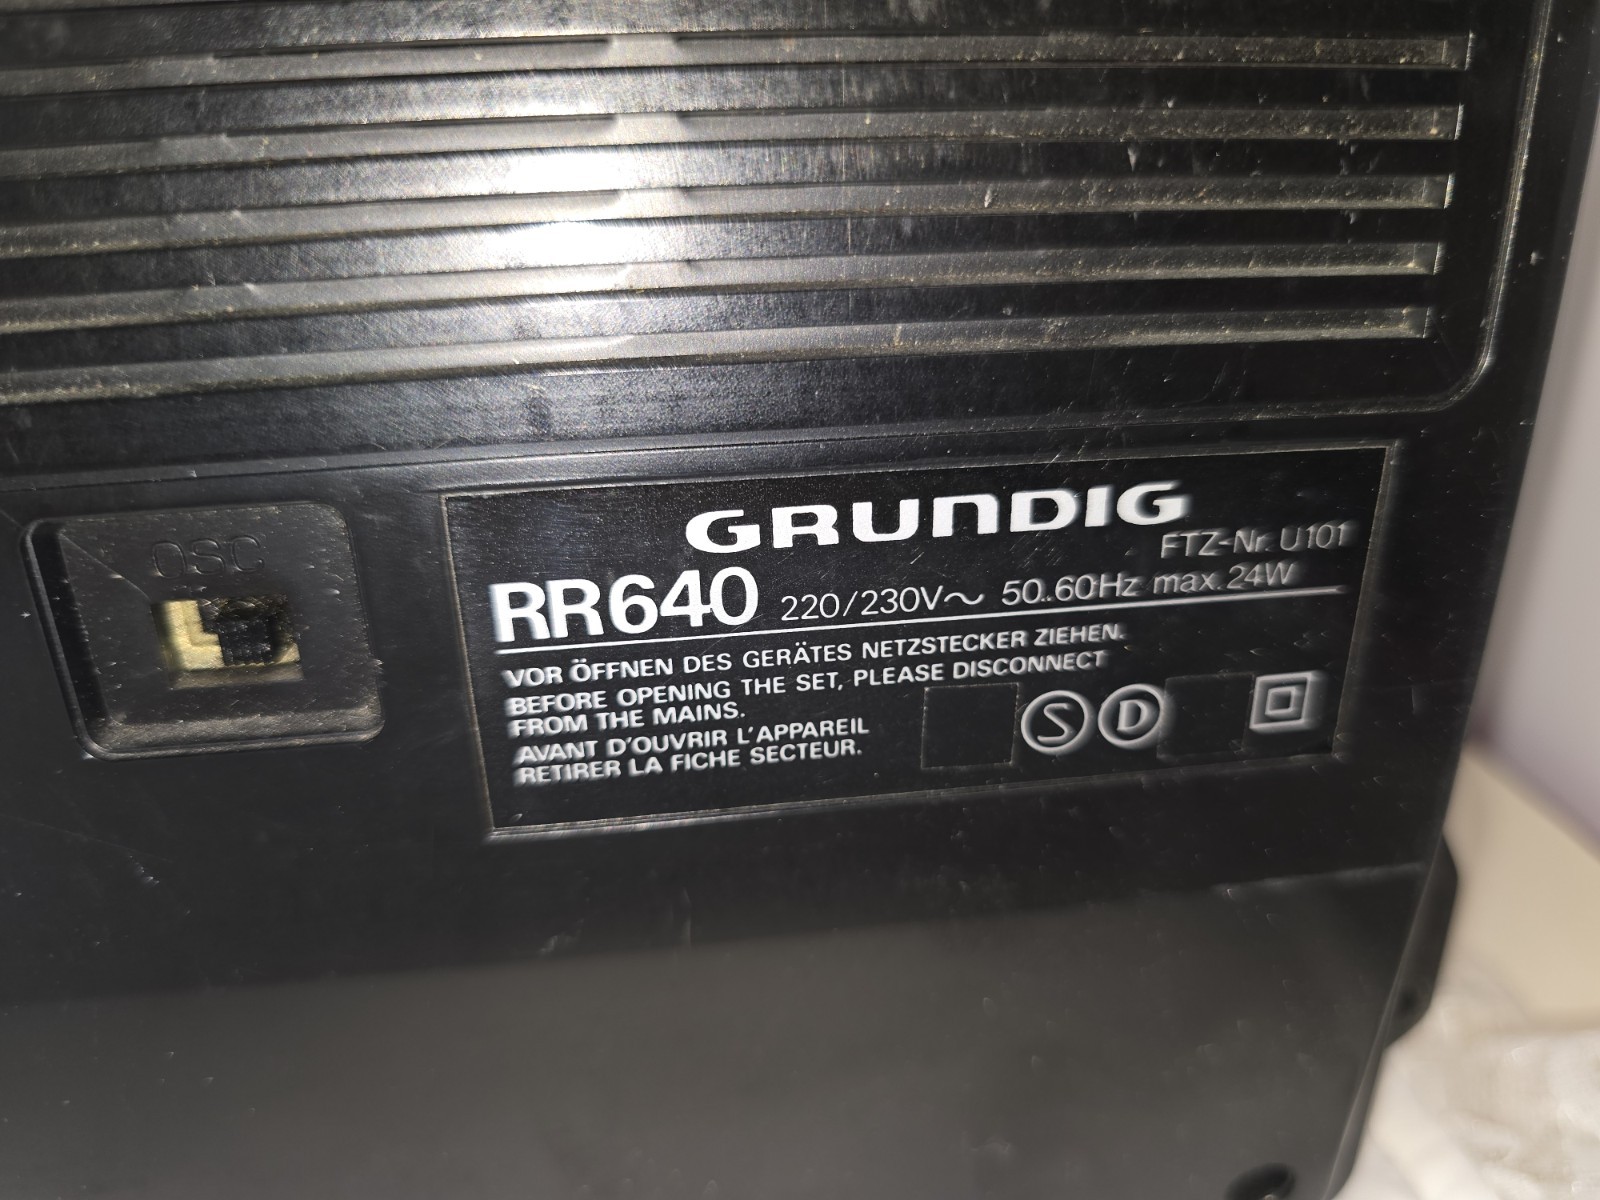 OSC
GRUNDIG
FTZ-Nr. U101
RR640 220/230V~ 50..60Hz max. 24W
VOR ÖFFNEN DES GERÄTES NETZSTECKER ZIEHEN.
BEFORE OPENING THE SET, PLEASE DISCONNECT
FROM THE MAINS.
AVANT D'OUVRIR L'APPAREIL
RETIRER LA FICHE SECTEUR.
S D